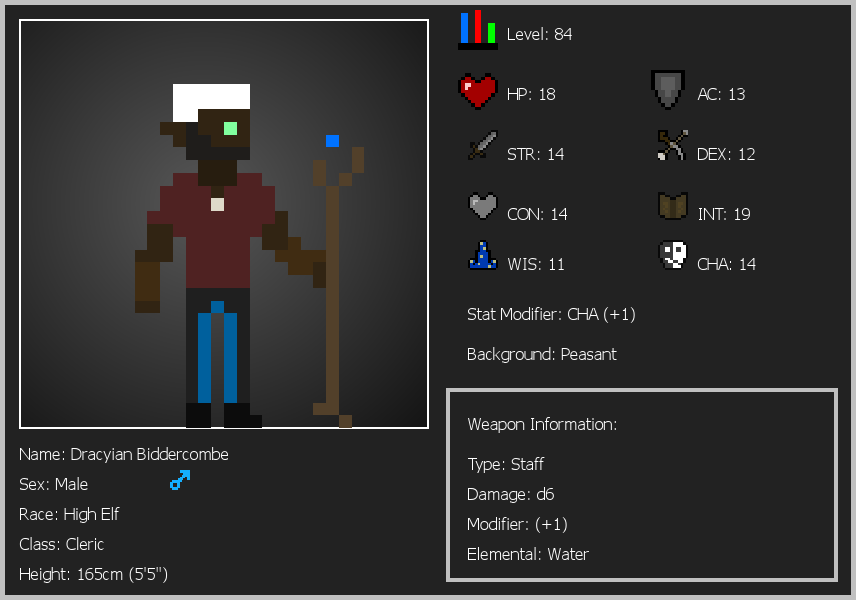 Level: 84
HP: 18
AC: 13
STR: 14
DEX: 12
CON: 14
INT: 19
WIS: 11
CHA: 14
Stat Modifier: CHA (+1)
Background: Peasant
Weapon Information:
Type: Staff
Damage: d6
Modifier: (+1)
Elemental: Water
Name: Dracyian Biddercombe
Sex: Male
Race: High Elf
Class: Cleric
Height: 165cm (5'5")